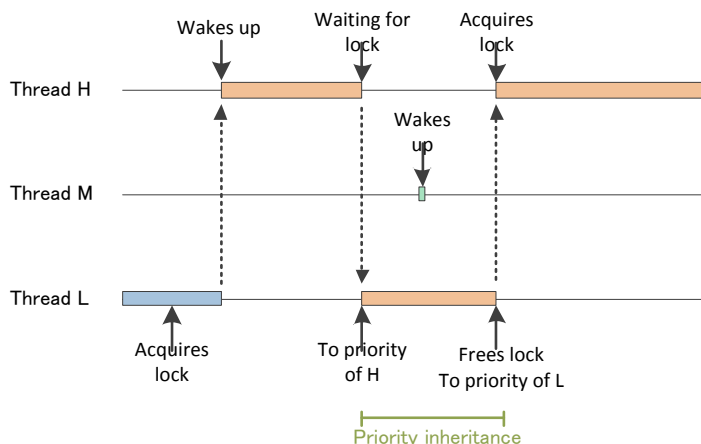 Wakes up
Waiting for
lock
Acquires
lock
Thread H
Wakes
up
Thread M
Thread L
Acquires
lock
To priority
of H
Frees lock
To priority of L
Priority inheritance